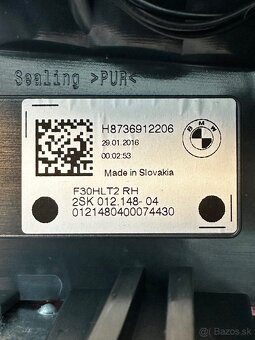 Sealing >PUR<
H8736912206
29.01.2016
00:02:53
BMW
Made in Slovakia
F30HLT2 RH
2SK 012.148-04
0121480400074430
© Bazos.sk